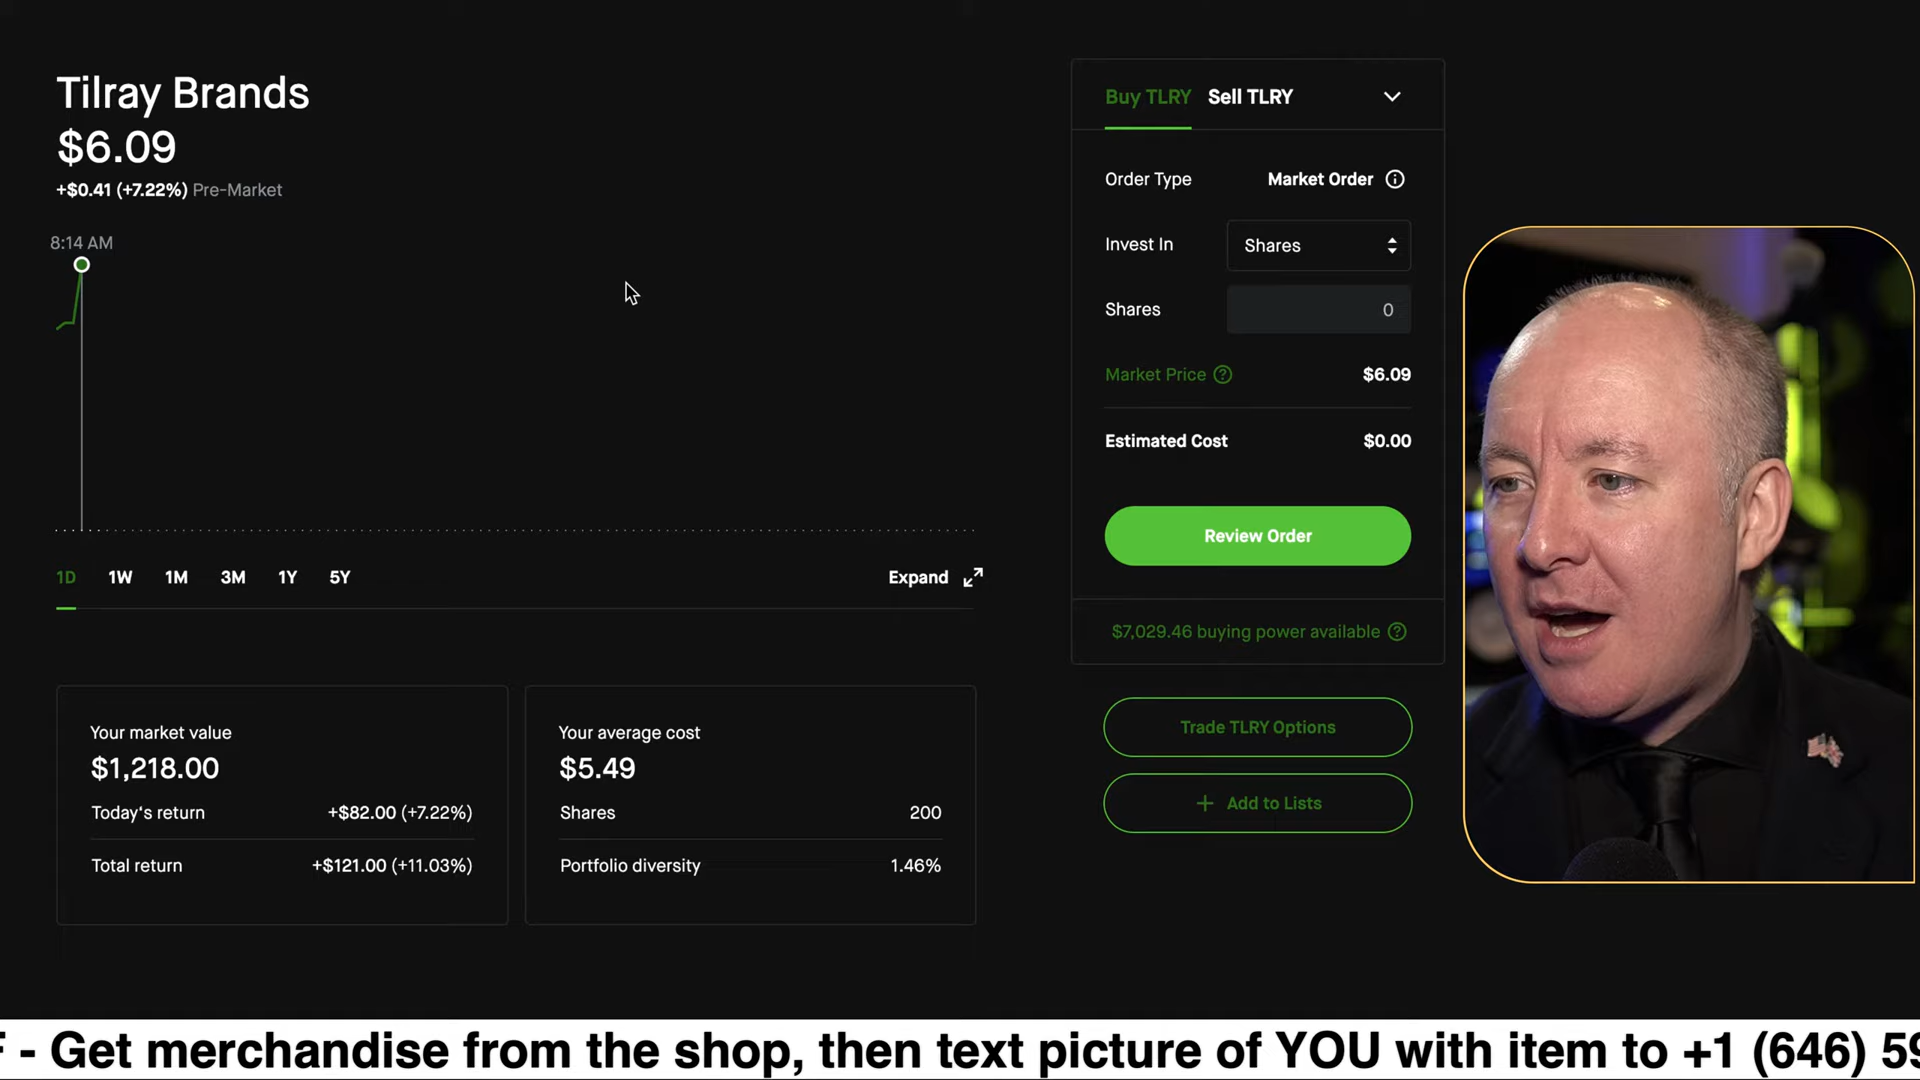 Tilray Brands
$6.09
+$0.41 (+7.22%) Pre-Market
8:14 AM
1D 1W 1M 3M 1Y 5Y Expand
Your market value
$1,218.00
Today's return +$82.00 (+7.22%)
Total return +$121.00 (+11.03%)
Your average cost
$5.49
Shares 200
Portfolio diversity 1.46%
Buy TLRY Sell TLRY
Order Type Market Order
Invest In Shares
Shares 0
Market Price $6.09
Estimated Cost $0.00
Review Order
$7,029.46 buying power available
Trade TLRY Options
+ Add to Lists
- Get merchandise from the shop, then text picture of YOU with item to +1 (646) 59